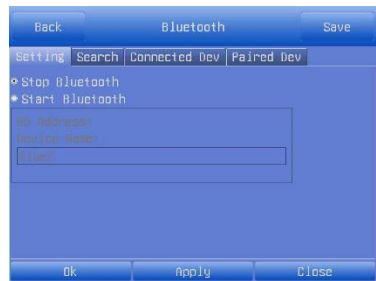 Back Bluetooth Save
Setting Search Connected Dev Paired Dev
Stop Bluetooth
Start Bluetooth
BD Address:
Device Name:
Ok Apply Close